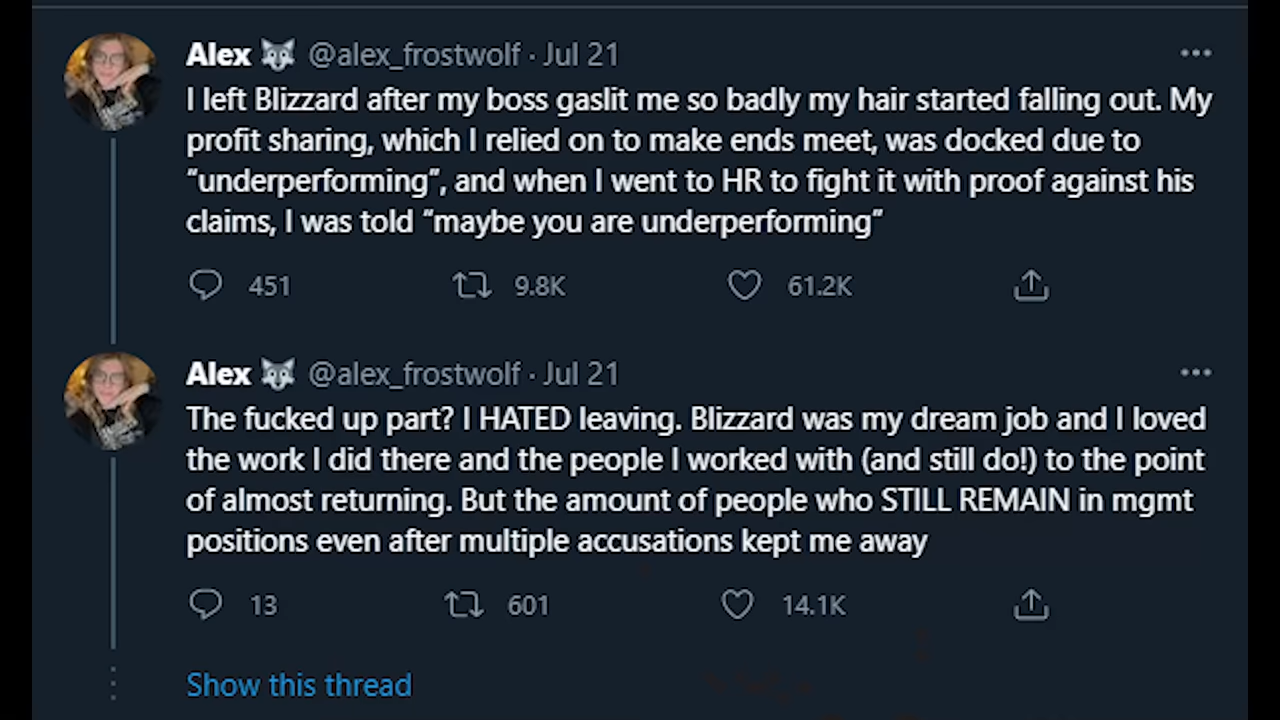 Alex 🐺 @alex_frostwolf · Jul 21
I left Blizzard after my boss gaslit me so badly my hair started falling out. My
profit sharing, which I relied on to make ends meet, was docked due to
“underperforming”, and when I went to HR to fight it with proof against his
claims, I was told “maybe you are underperforming”
451 9.8K 61.2K
Alex 🐺 @alex_frostwolf · Jul 21
The fucked up part? I HATED leaving. Blizzard was my dream job and I loved
the work I did there and the people I worked with (and still do!) to the point
of almost returning. But the amount of people who STILL REMAIN in mgmt
positions even after multiple accusations kept me away
13 601 14.1K
Show this thread